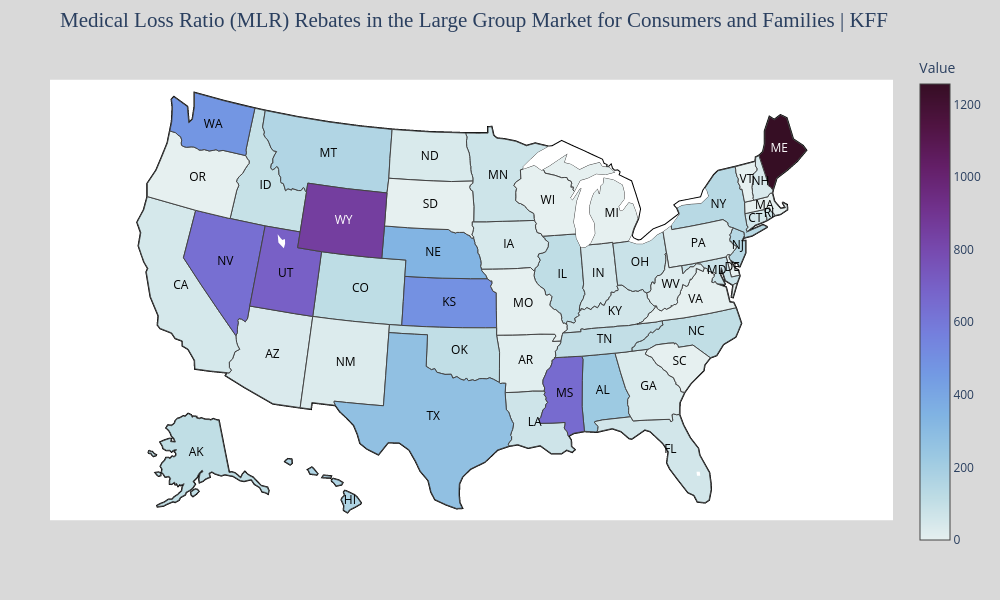 Medical Loss Ratio (MLR) Rebates in the Large Group Market for Consumers and Families | KFF
Value
1200
1000
800
600
400
200
0
WA
MT
ND
MN
ME
OR
ID
WY
SD
WI
MI
VT
NH
NY
MA
CT
RI
NV
UT
CO
NE
IA
IL
IN
OH
PA
NJ
CA
KS
MO
KY
WV
MD
DE
VA
AZ
NM
OK
AR
TN
NC
SC
TX
LA
MS
AL
GA
FL
AK
HI